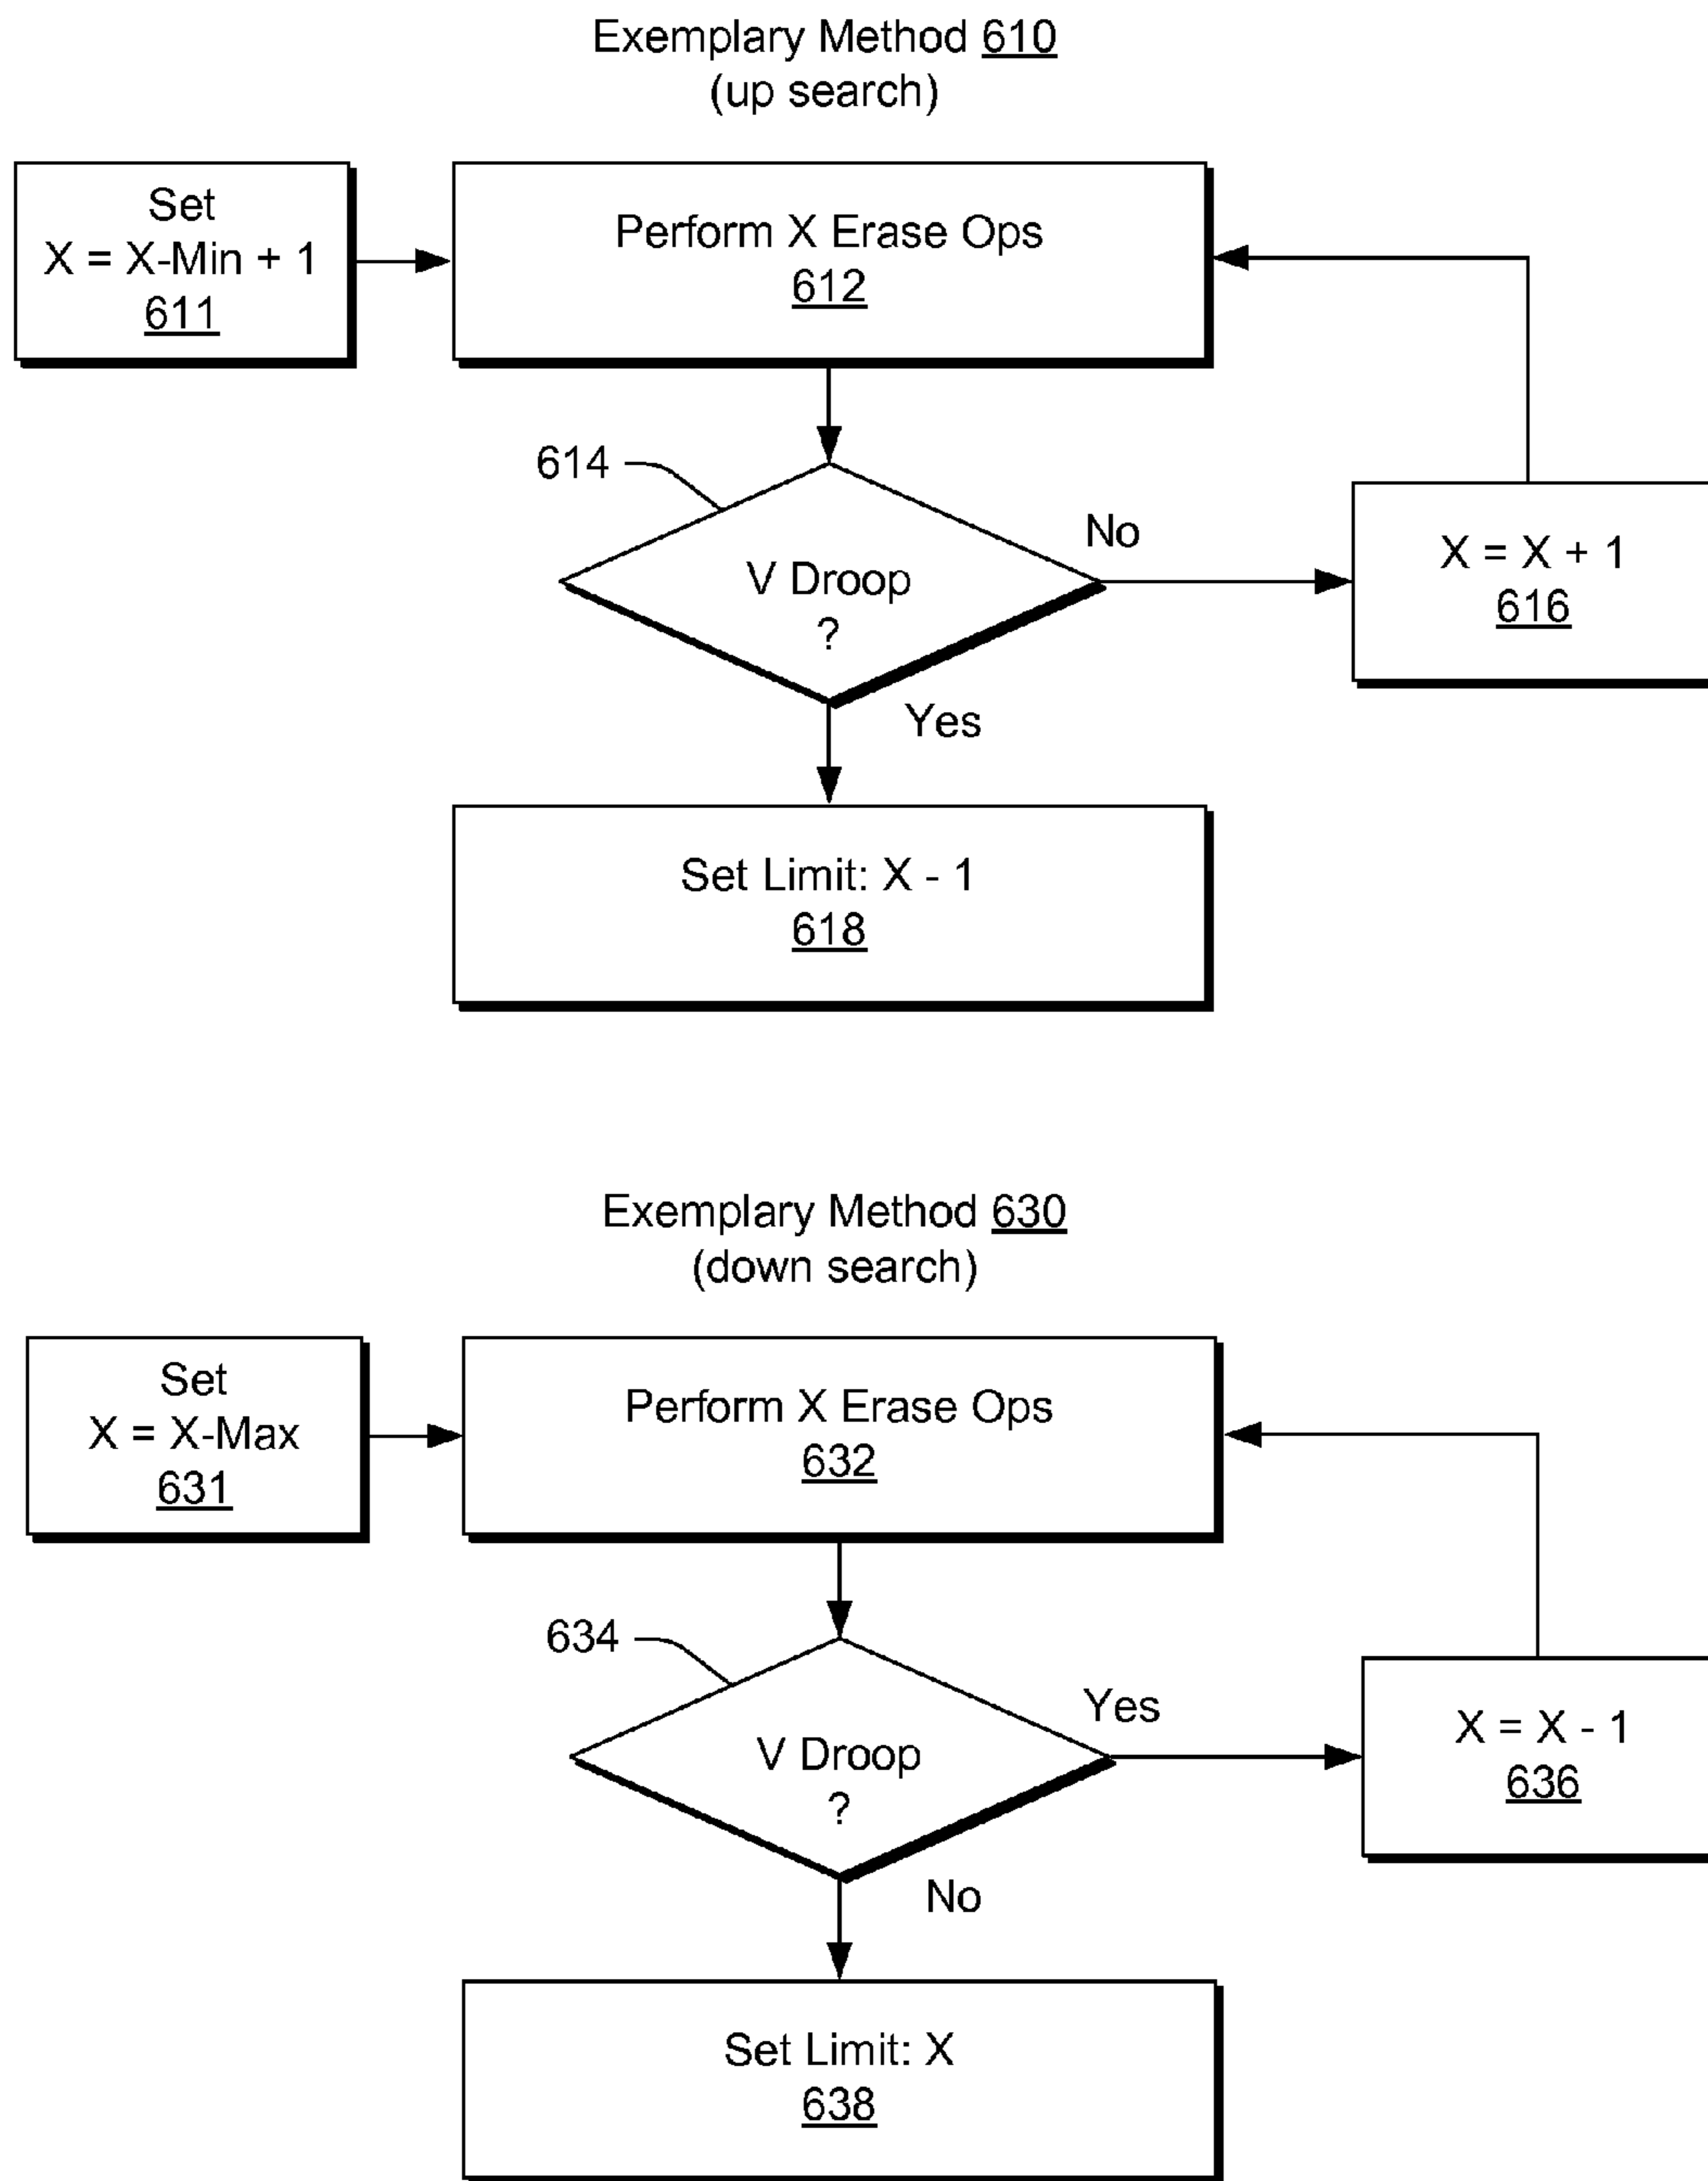 Exemplary Method 610
(up search)
Set
X = X-Min + 1
611
Perform X Erase Ops
612
614
V Droop
?
No
X = X + 1
616
Yes
Set Limit: X - 1
618
Exemplary Method 630
(down search)
Set
X = X-Max
631
Perform X Erase Ops
632
634
V Droop
?
Yes
X = X - 1
636
No
Set Limit: X
638